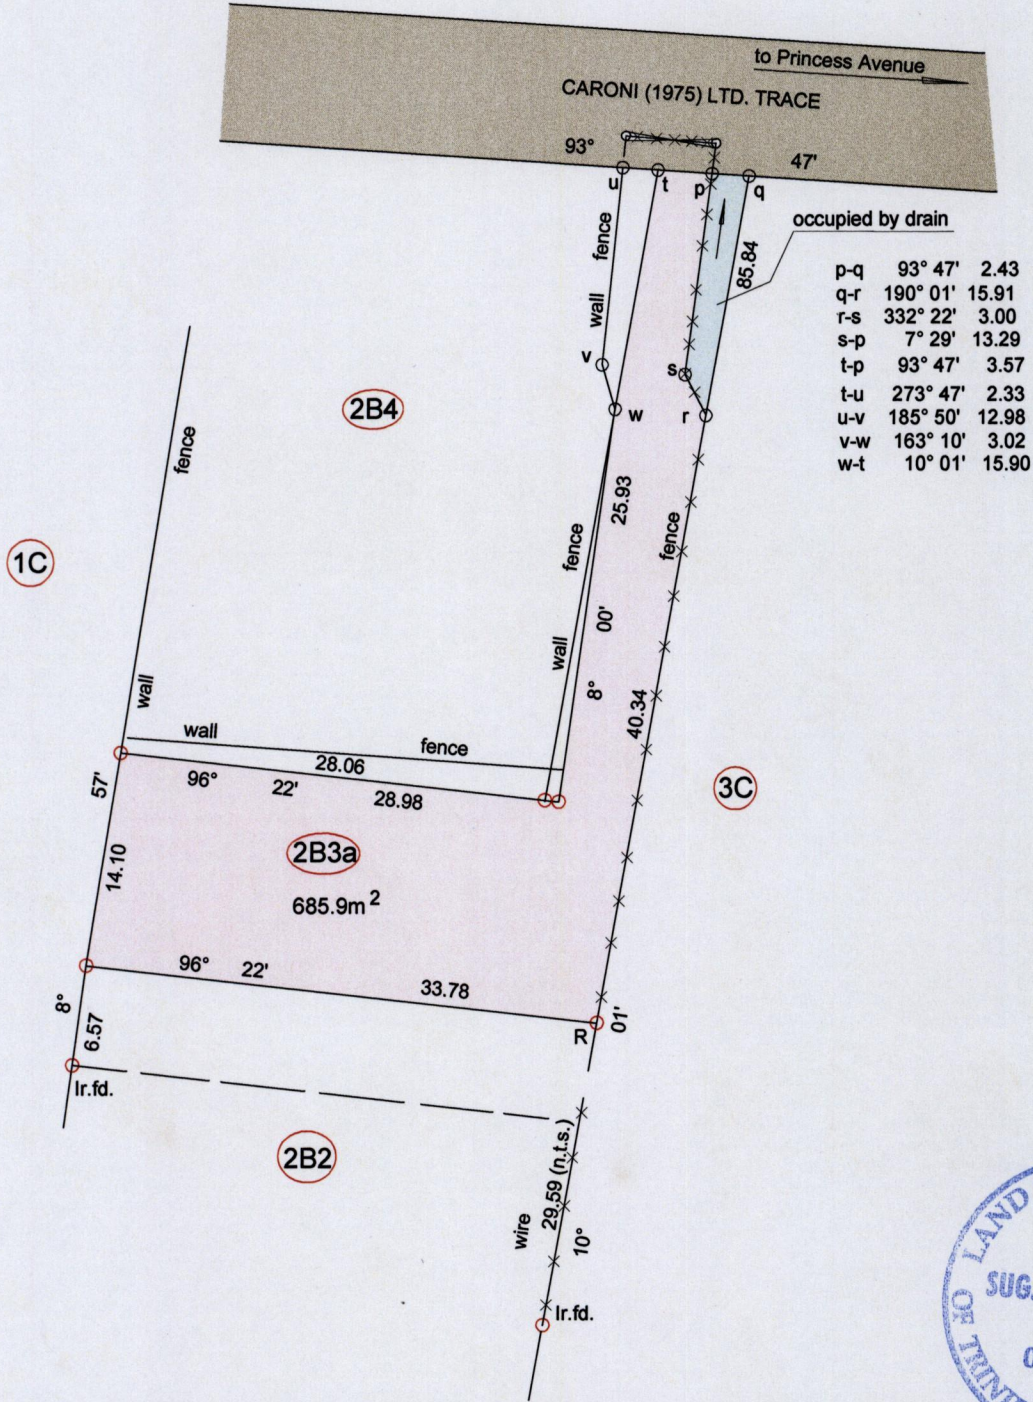 to Princess Avenue
CARONI (1975) LTD. TRACE
93° 47'
u t p q
occupied by drain
p-q 93° 47' 2.43
q-r 190° 01' 15.91
r-s 332° 22' 3.00
s-p 7° 29' 13.29
t-p 93° 47' 3.57
t-u 273° 47' 2.33
u-v 185° 50' 12.98
v-w 163° 10' 3.02
w-t 10° 01' 15.90
wall fence
85.84
v
s
w
r
2B4
wall fence
1C
25.93
8° 00'
wall fence
fence
40.34
3C
wall fence
28.06
96° 22' 28.98
57'
14.10
2B3a
685.9m²
96° 22' 33.78
R
01'
8°
6.57
Ir.fd.
2B2
wire
29.59 (n.t.s.)
10°
Ir.fd.
LAND
SUG
OF